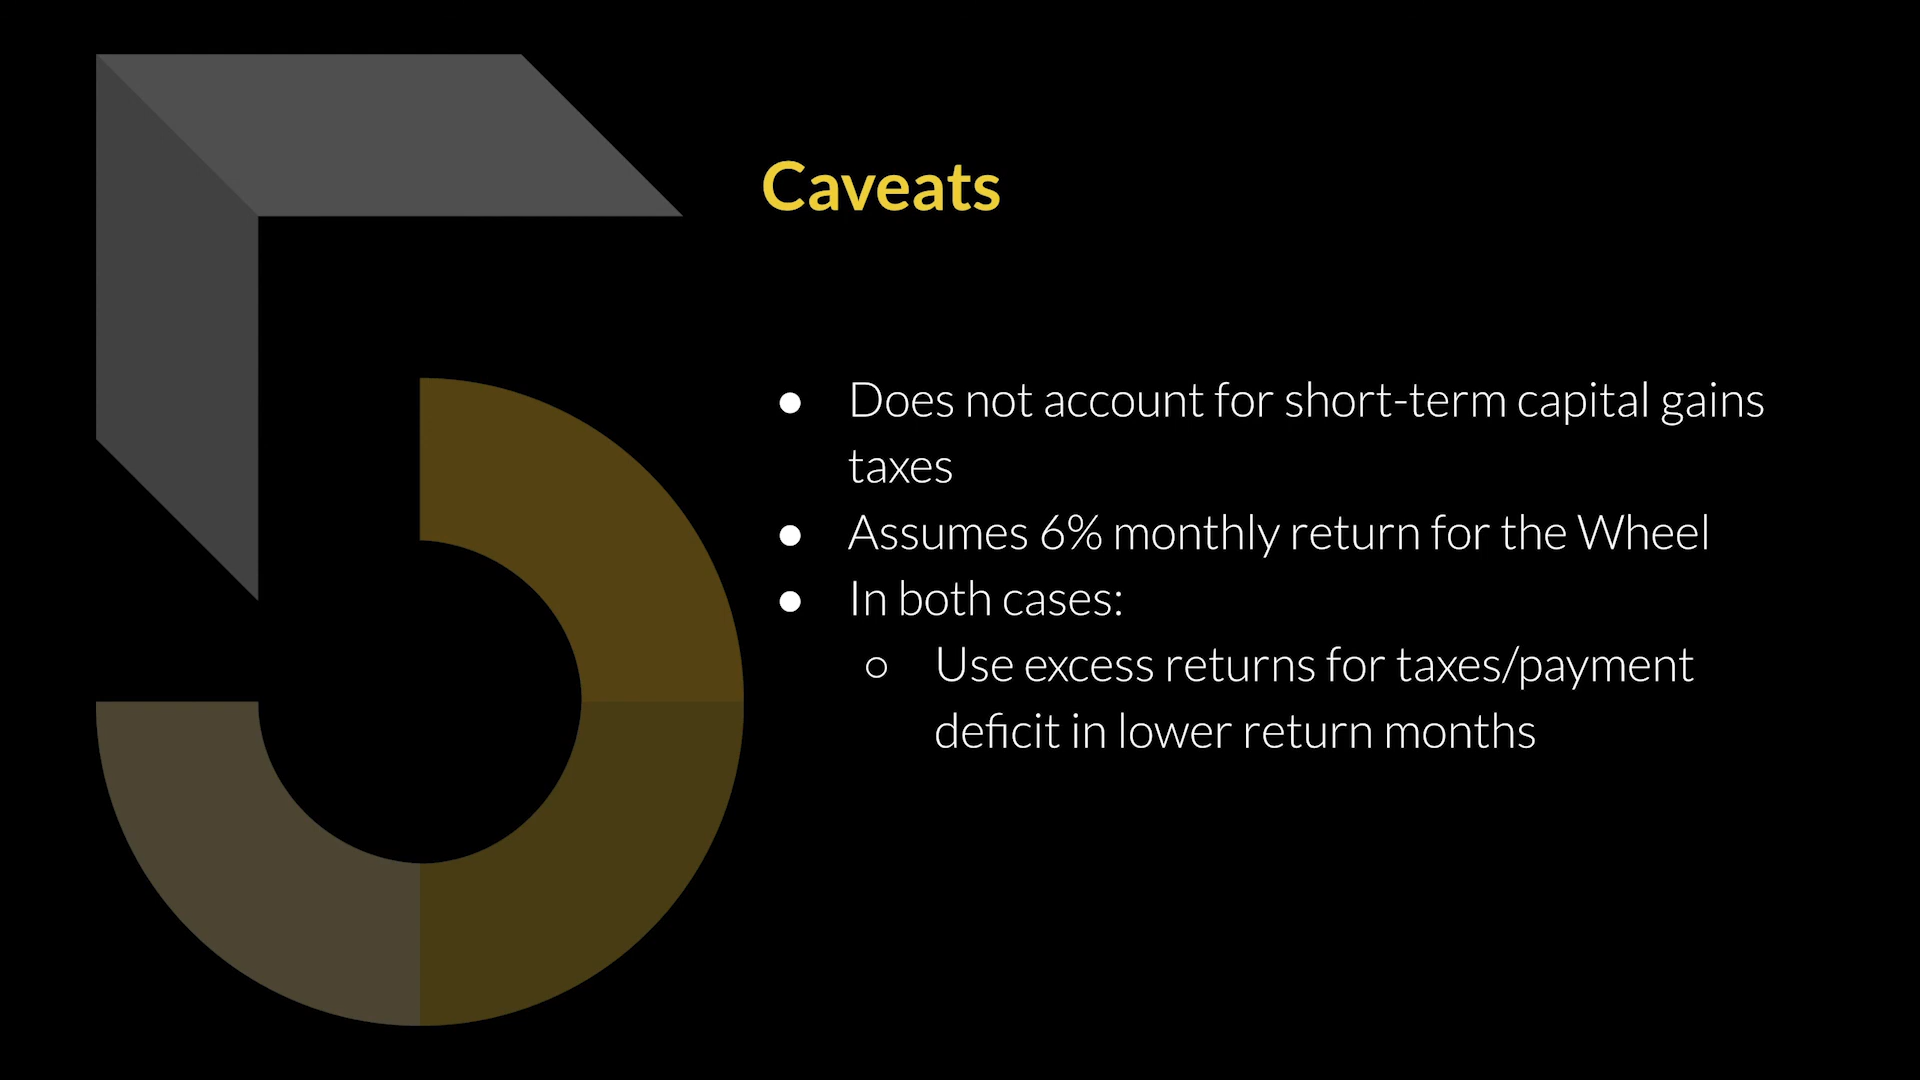 Caveats
● Does not account for short-term capital gains
taxes
● Assumes 6% monthly return for the Wheel
● In both cases:
○ Use excess returns for taxes/payment
deficit in lower return months